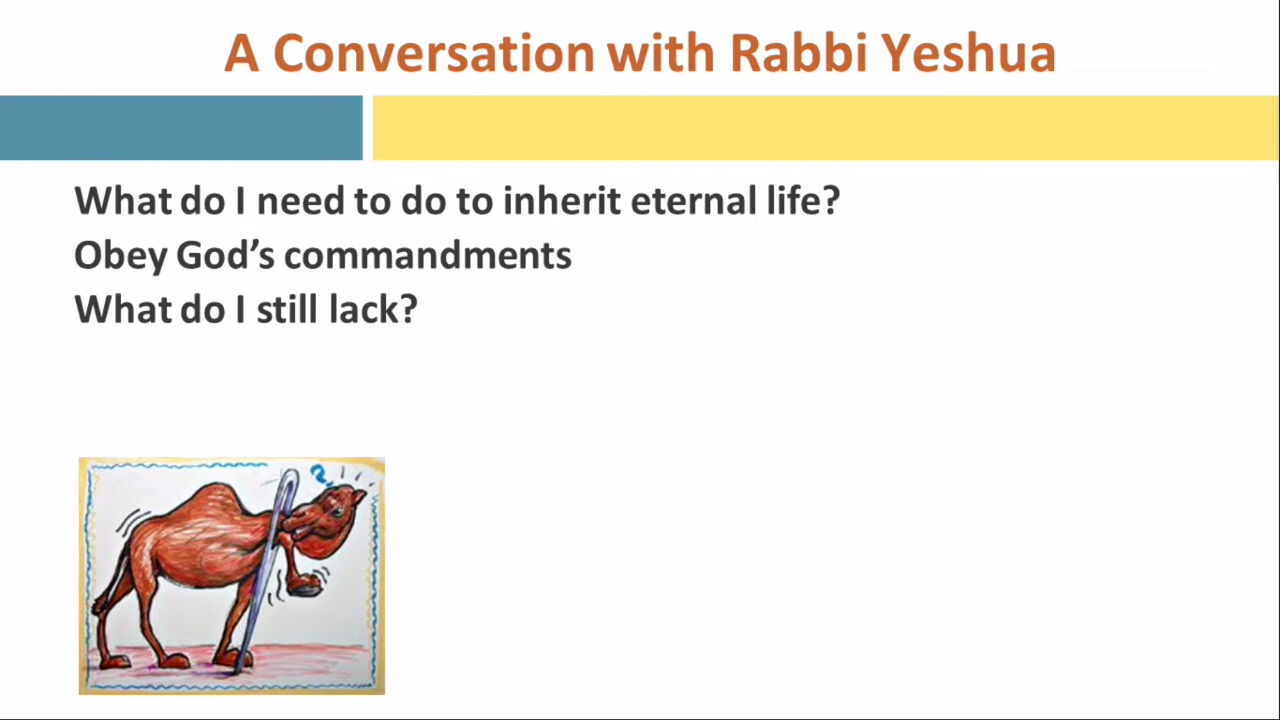 A Conversation with Rabbi Yeshua
What do I need to do to inherit eternal life?
Obey God’s commandments
What do I still lack?
?